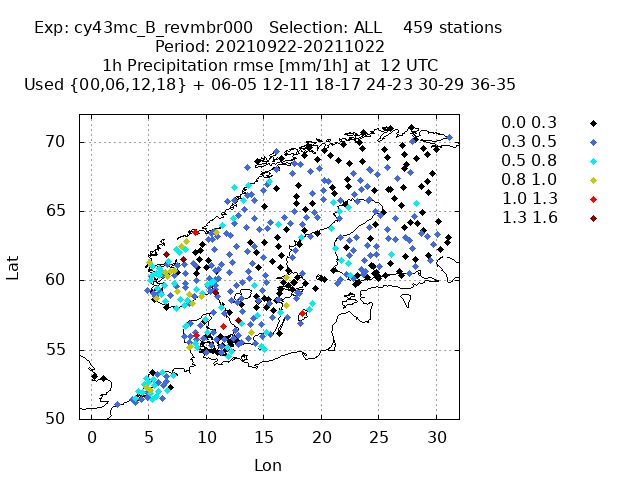 Exp: cy43mc_B_revmbr000 Selection: ALL 459 stations
Period: 20210922-20211022
1h Precipitation rmse [mm/1h] at 12 UTC
Used {00,06,12,18} + 06-05 12-11 18-17 24-23 30-29 36-35
0.0 0.3
0.3 0.5
0.5 0.8
0.8 1.0
1.0 1.3
1.3 1.6
70
65
60
55
50
Lat
0 5 10 15 20 25 30
Lon